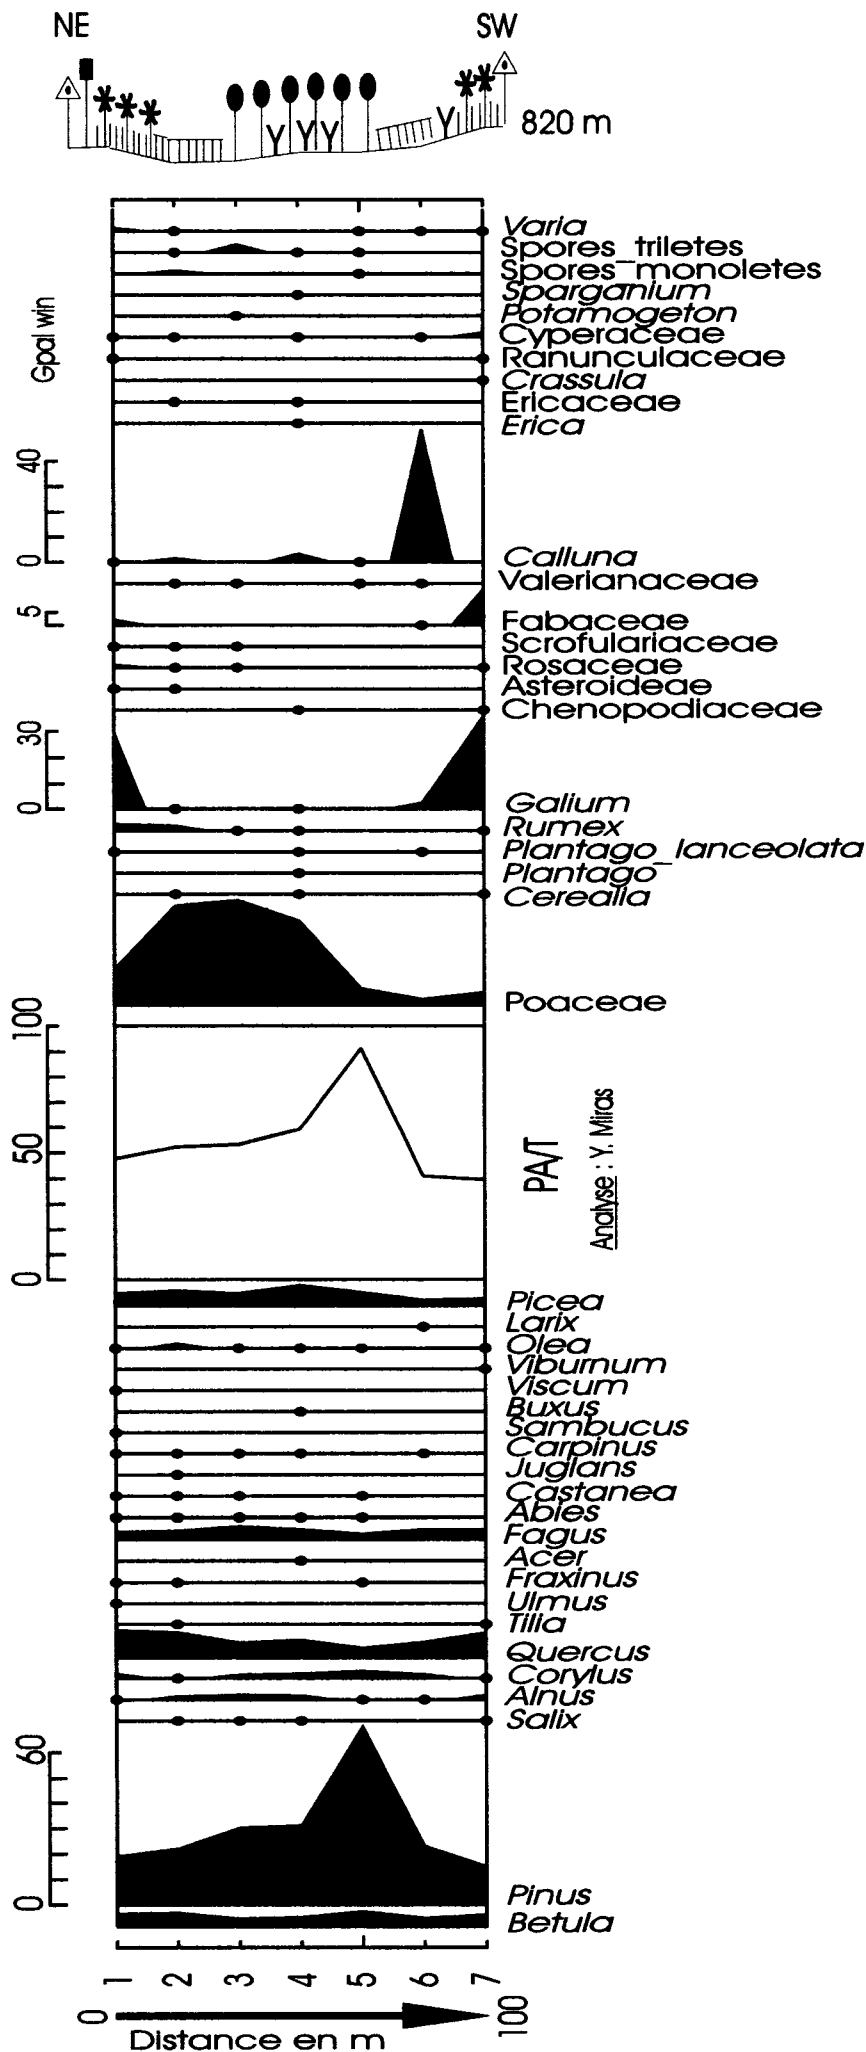 NE
SW
820 m
Gpal win
Varia
Spores_triletes
Spores_monoletes
Sparganium
Potamogeton
Cyperaceae
Ranunculaceae
Crassula
Ericaceae
Erica
40
0
Calluna
Valerianaceae
5
Fabaceae
Scrofulariaceae
Rosaceae
Asteroideae
Chenopodiaceae
30
0
Galium
Rumex
Plantago_lanceolata
Plantago
Cerealia
Poaceae
100
50
0
PA/T
Analyse : Y. Miras
Picea
Larix
Olea
Viburnum
Viscum
Buxus
Sambucus
Carpinus
Juglans
Castanea
Abies
Fagus
Acer
Fraxinus
Ulmus
Tilia
Quercus
Corylus
Alnus
Salix
60
0
Pinus
Betula
1 2 3 4 5 6 7
0 100
Distance en m